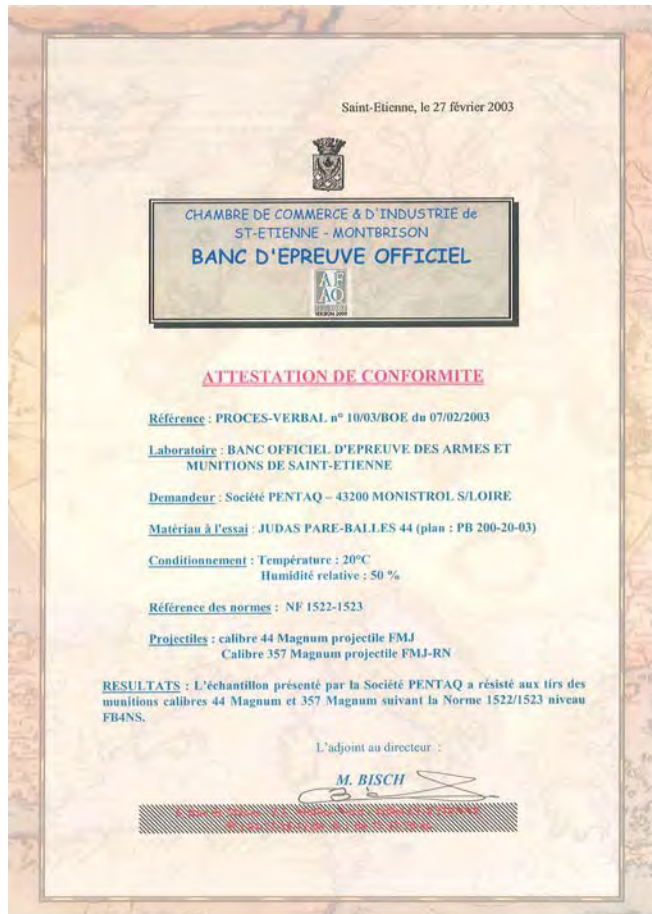 Saint-Etienne, le 27 février 2003
CHAMBRE DE COMMERCE & D'INDUSTRIE de
ST-ETIENNE - MONTBRISON
BANC D'EPREUVE OFFICIEL
AFAQ
VERSION 2000
ATTESTATION DE CONFORMITE
Référence : PROCES-VERBAL n° 10/03/BOE du 07/02/2003
Laboratoire : BANC OFFICIEL D'EPREUVE DES ARMES ET
MUNITIONS DE SAINT-ETIENNE
Demandeur : Société PENTAQ – 43200 MONISTROL S/LOIRE
Matériau à l'essai : JUDAS PARE-BALLES 44 (plan : PB 200-20-03)
Conditionnement : Température : 20°C
Humidité relative : 50 %
Référence des normes : NF 1522-1523
Projectiles : calibre 44 Magnum projectile FMJ
Calibre 357 Magnum projectile FMJ-RN
RESULTATS : L'échantillon présenté par la Société PENTAQ a résisté aux tirs des
munitions calibres 44 Magnum et 357 Magnum suivant la Norme 1522/1523 niveau
FB4NS.
L'adjoint au directeur :
M. BISCH